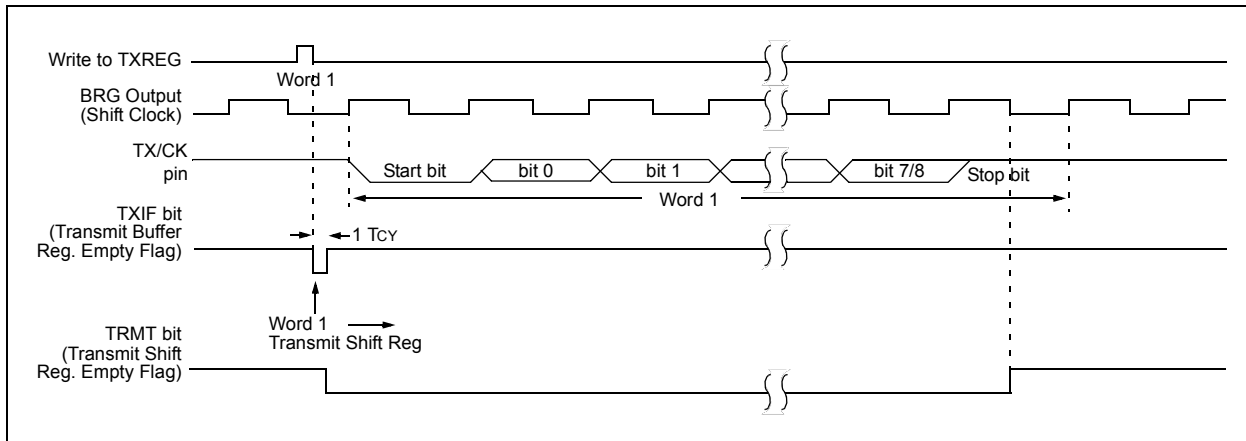 Write to TXREG
Word 1
BRG Output
(Shift Clock)
TX/CK
pin
Start bit
bit 0
bit 1
bit 7/8
Stop bit
Word 1
TXIF bit
(Transmit Buffer
Reg. Empty Flag)
1 TCY
Word 1
Transmit Shift Reg
TRMT bit
(Transmit Shift
Reg. Empty Flag)